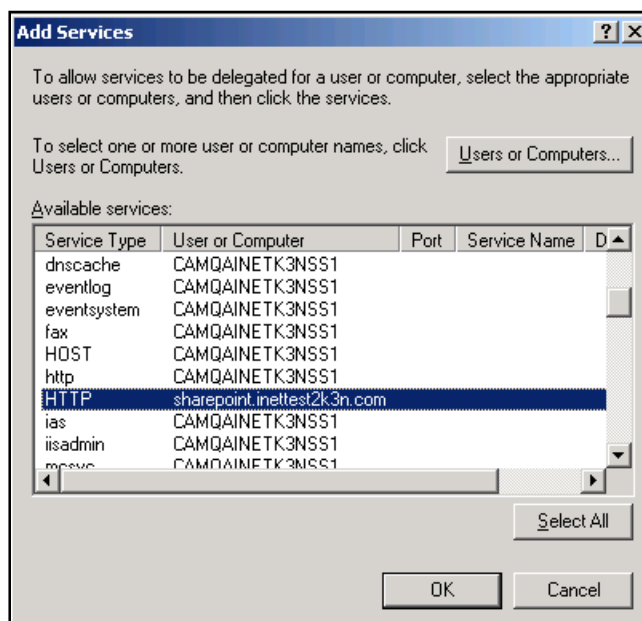 Add Services
To allow services to be delegated for a user or computer, select the appropriate
users or computers, and then click the services.
To select one or more user or computer names, click
Users or Computers.
Users or Computers...
Available services:
Service Type User or Computer Port Service Name D
dnscache CAMQAINETK3NSS1
eventlog CAMQAINETK3NSS1
eventsystem CAMQAINETK3NSS1
fax CAMQAINETK3NSS1
HOST CAMQAINETK3NSS1
http CAMQAINETK3NSS1
HTTP sharepoint.inettest2k3n.com
ias CAMQAINETK3NSS1
iisadmin CAMQAINETK3NSS1
mcsvc CAMQAINETK3NSS1
Select All
OK Cancel